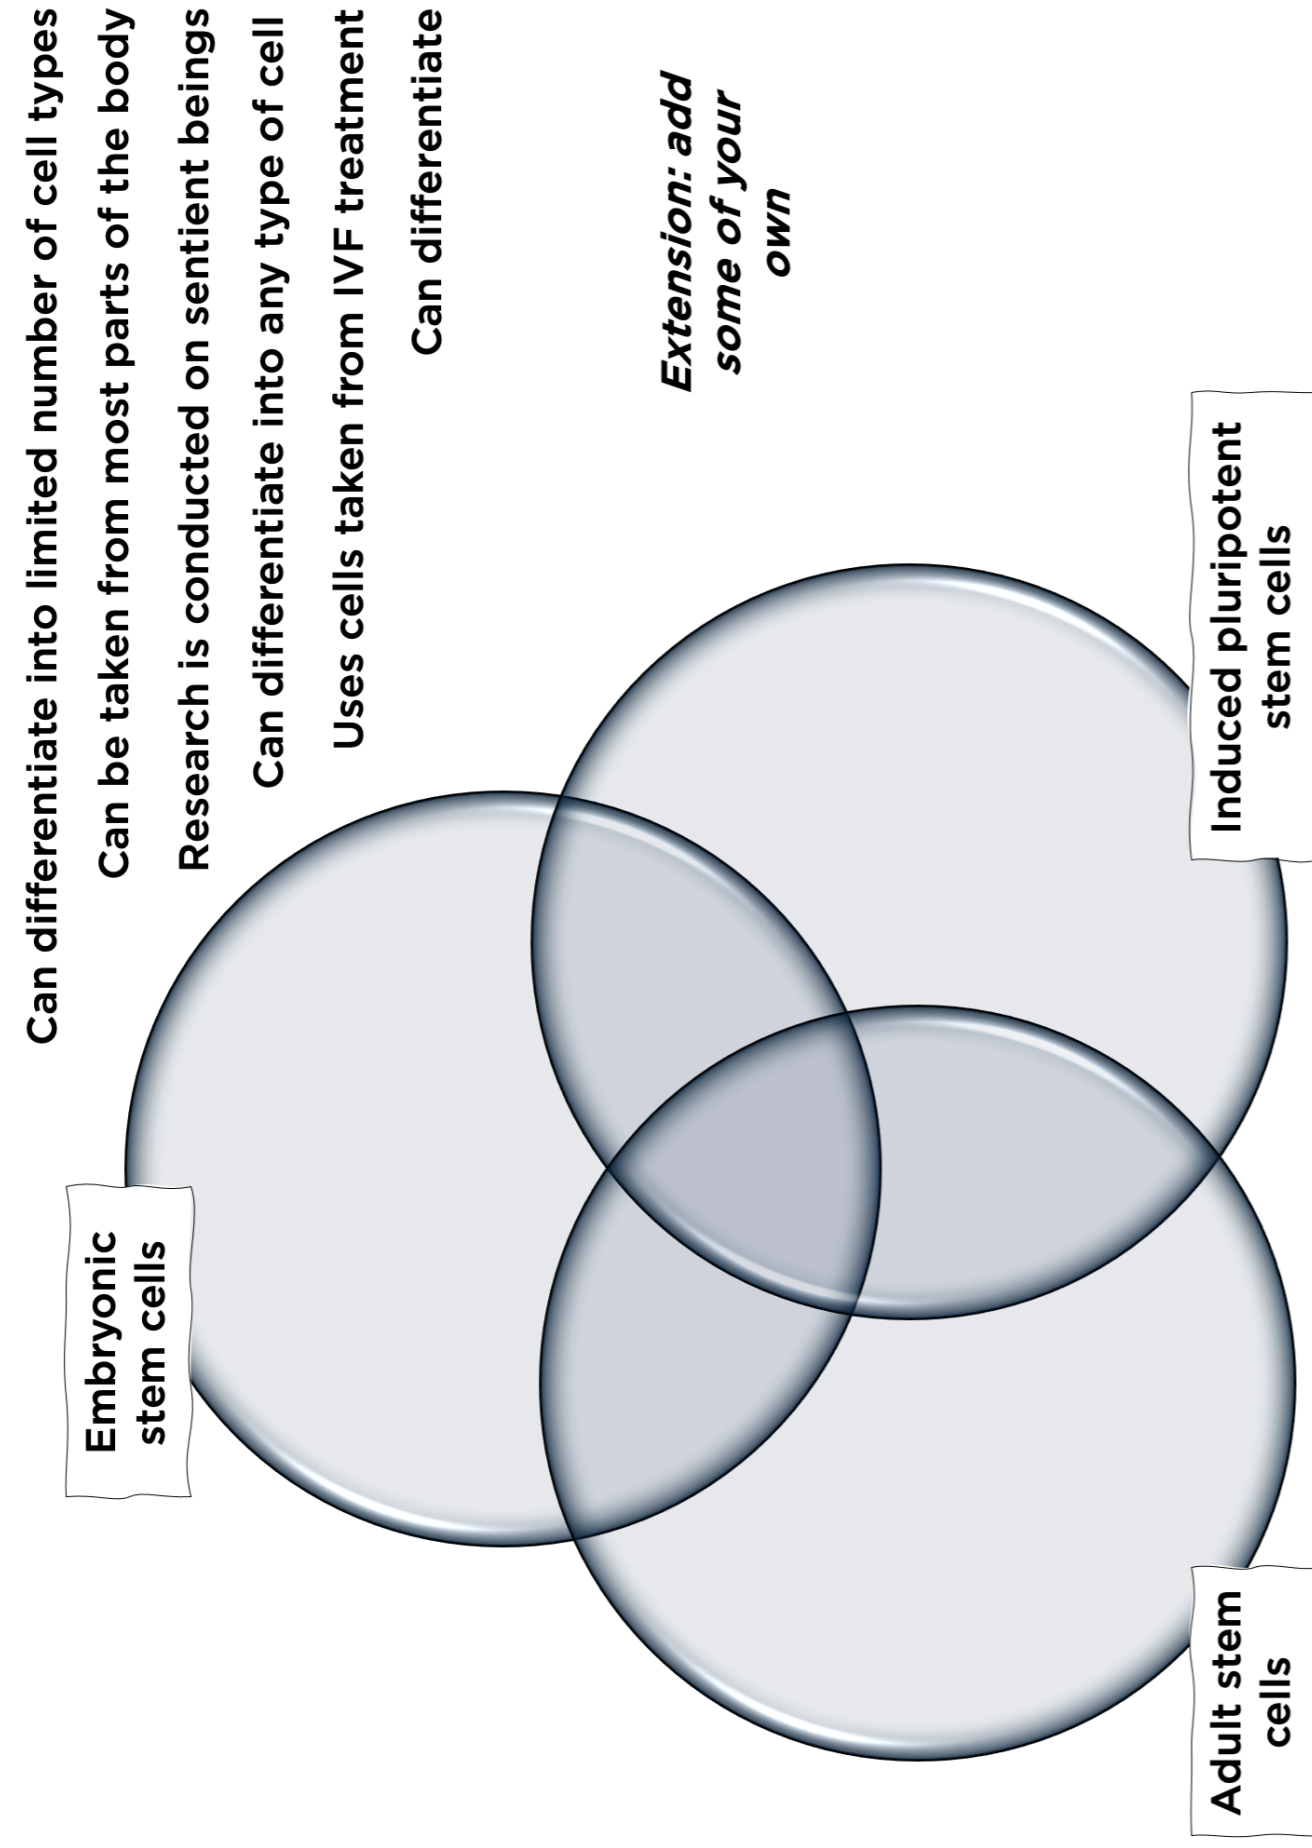 Can differentiate into limited number of cell types
Can be taken from most parts of the body
Research is conducted on sentient beings
Can differentiate into any type of cell
Uses cells taken from IVF treatment
Can differentiate
Extension: add
some of your
own
Embryonic
stem cells
Adult stem
cells
Induced pluripotent
stem cells